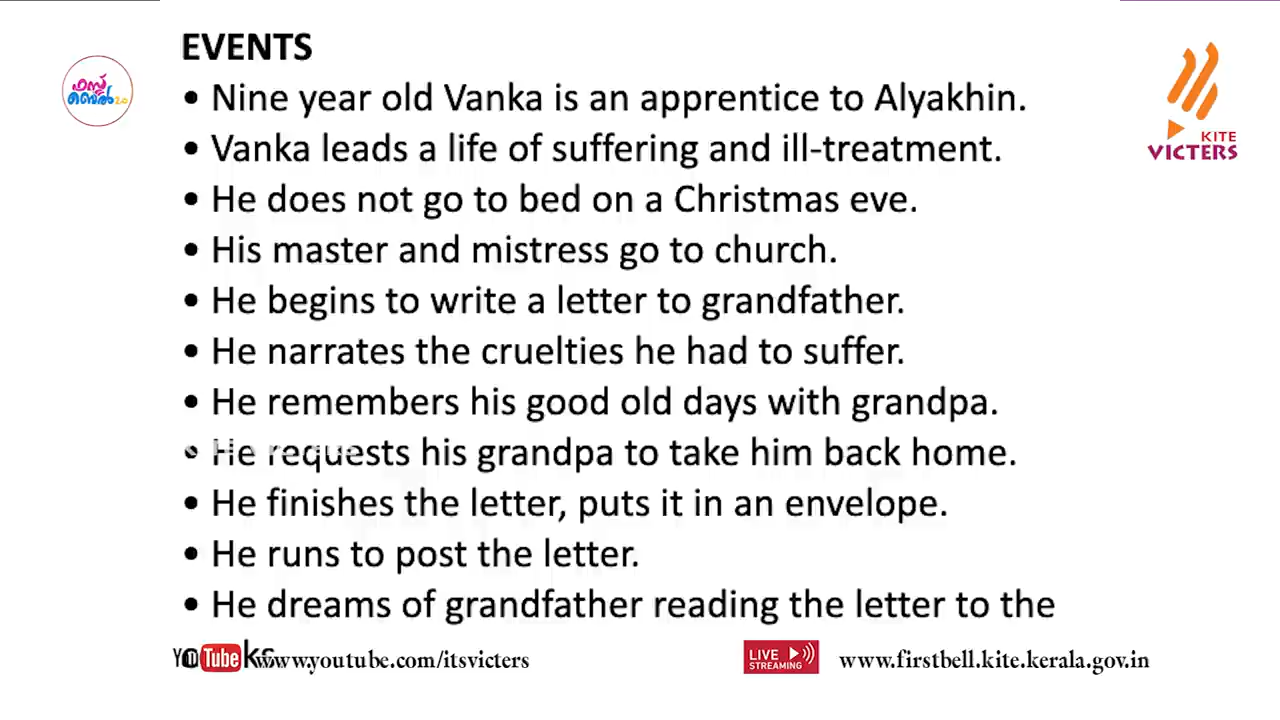 EVENTS
• Nine year old Vanka is an apprentice to Alyakhin.
• Vanka leads a life of suffering and ill-treatment.
• He does not go to bed on a Christmas eve.
• His master and mistress go to church.
• He begins to write a letter to grandfather.
• He narrates the cruelties he had to suffer.
• He remembers his good old days with grandpa.
• He requests his grandpa to take him back home.
• He finishes the letter, puts it in an envelope.
• He runs to post the letter.
• He dreams of grandfather reading the letter to the
ഫസ്റ്റ്
ബെൽ 2.0
KITE
VICTERS
You Tube www.youtube.com/itsvicters
LIVE
STREAMING
www.firstbell.kite.kerala.gov.in